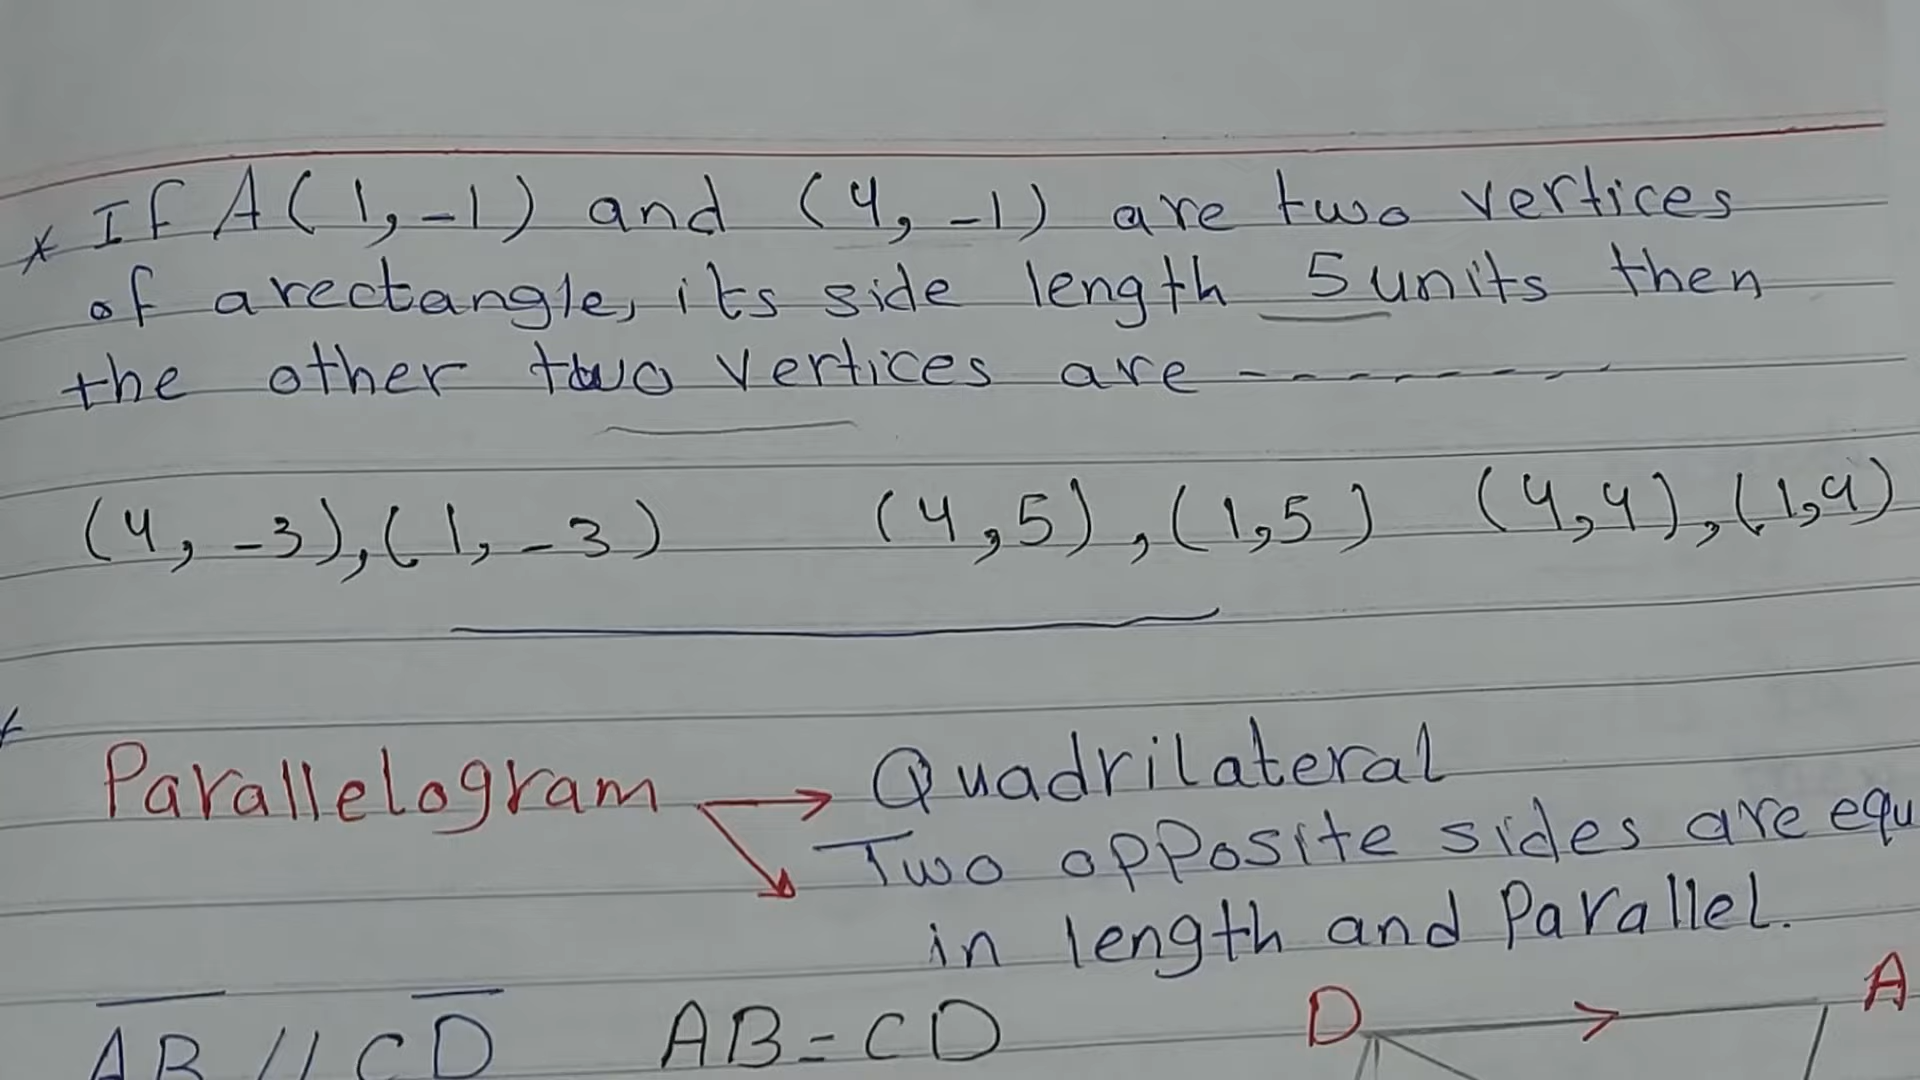 * If A(1,-1) and (4,-1) are two vertices
of a rectangle, its side length 5 units then
the other two vertices are --------
(4,-3),(1,-3) (4,5),(1,5) (4,4),(1,4)
Parallelogram → Quadrilateral
Two opposite sides are equ
in length and Parallel.
AB // CD AB = CD D A